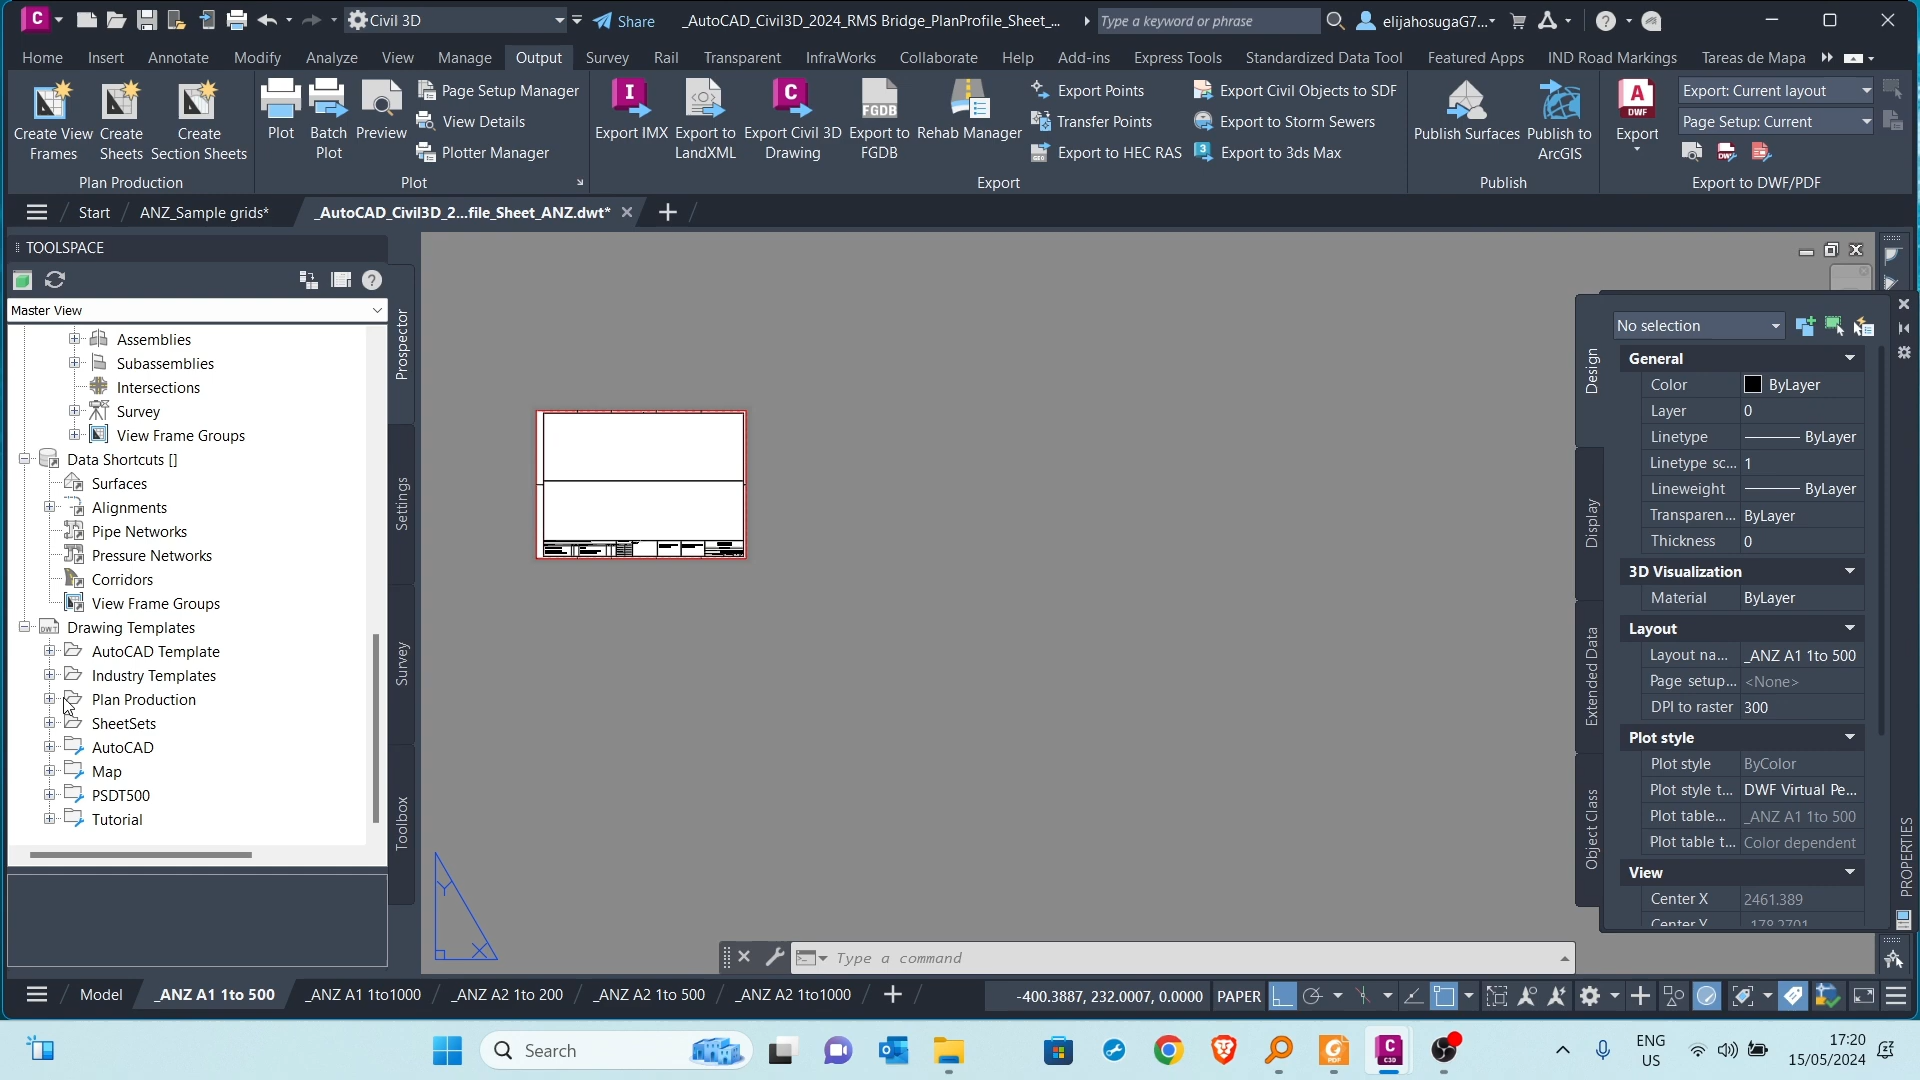 C
Civil 3D
Share
_AutoCAD_Civil3D_2024_RMS Bridge_PlanProfile_Sheet_...
Type a keyword or phrase
elijahosugaG7...
Home Insert Annotate Modify Analyze View Manage Output Survey Rail Transparent InfraWorks Collaborate Help Add-ins Express Tools Standardized Data Tool Featured Apps IND Road Markings Tareas de Mapa
Create View Frames
Create Sheets
Create Section Sheets
Plan Production
Plot
Batch Plot
Preview
Page Setup Manager
View Details
Plotter Manager
Plot
Export IMX
Export to LandXML
Export Civil 3D Drawing
Export to FGDB
Rehab Manager
Export Points
Transfer Points
Export to HEC RAS
Export Civil Objects to SDF
Export to Storm Sewers
Export to 3ds Max
Export
Publish Surfaces
Publish to ArcGIS
Publish
Export
Export: Current layout
Page Setup: Current
Export to DWF/PDF
Start
ANZ_Sample grids*
_AutoCAD_Civil3D_2...file_Sheet_ANZ.dwt*
TOOLSPACE
Master View
Assemblies
Subassemblies
Intersections
Survey
View Frame Groups
Data Shortcuts []
Surfaces
Alignments
Pipe Networks
Pressure Networks
Corridors
View Frame Groups
Drawing Templates
AutoCAD Template
Industry Templates
Plan Production
SheetSets
AutoCAD
Map
PSDT500
Tutorial
Prospector
Settings
Survey
Toolbox
Y
X
No selection
General
Color ByLayer
Layer 0
Linetype ByLayer
Linetype sc... 1
Lineweight ByLayer
Transparen... ByLayer
Thickness 0
3D Visualization
Material ByLayer
Layout
Layout na... _ANZ A1 1to 500
Page setup... <None>
DPI to raster 300
Plot style
Plot style ByColor
Plot style t... DWF Virtual Pe...
Plot table... _ANZ A1 1to 500
Plot table t... Color dependent
View
Center X 2461.389
Center Y -178.2701
Design
Display
Extended Data
Object Class
PROPERTIES
Type a command
Model
_ANZ A1 1to 500
_ANZ A1 1to1000
_ANZ A2 1to 200
_ANZ A2 1to 500
_ANZ A2 1to1000
-400.3887, 232.0007, 0.0000
PAPER
Search
ENG
US
17:20
15/05/2024